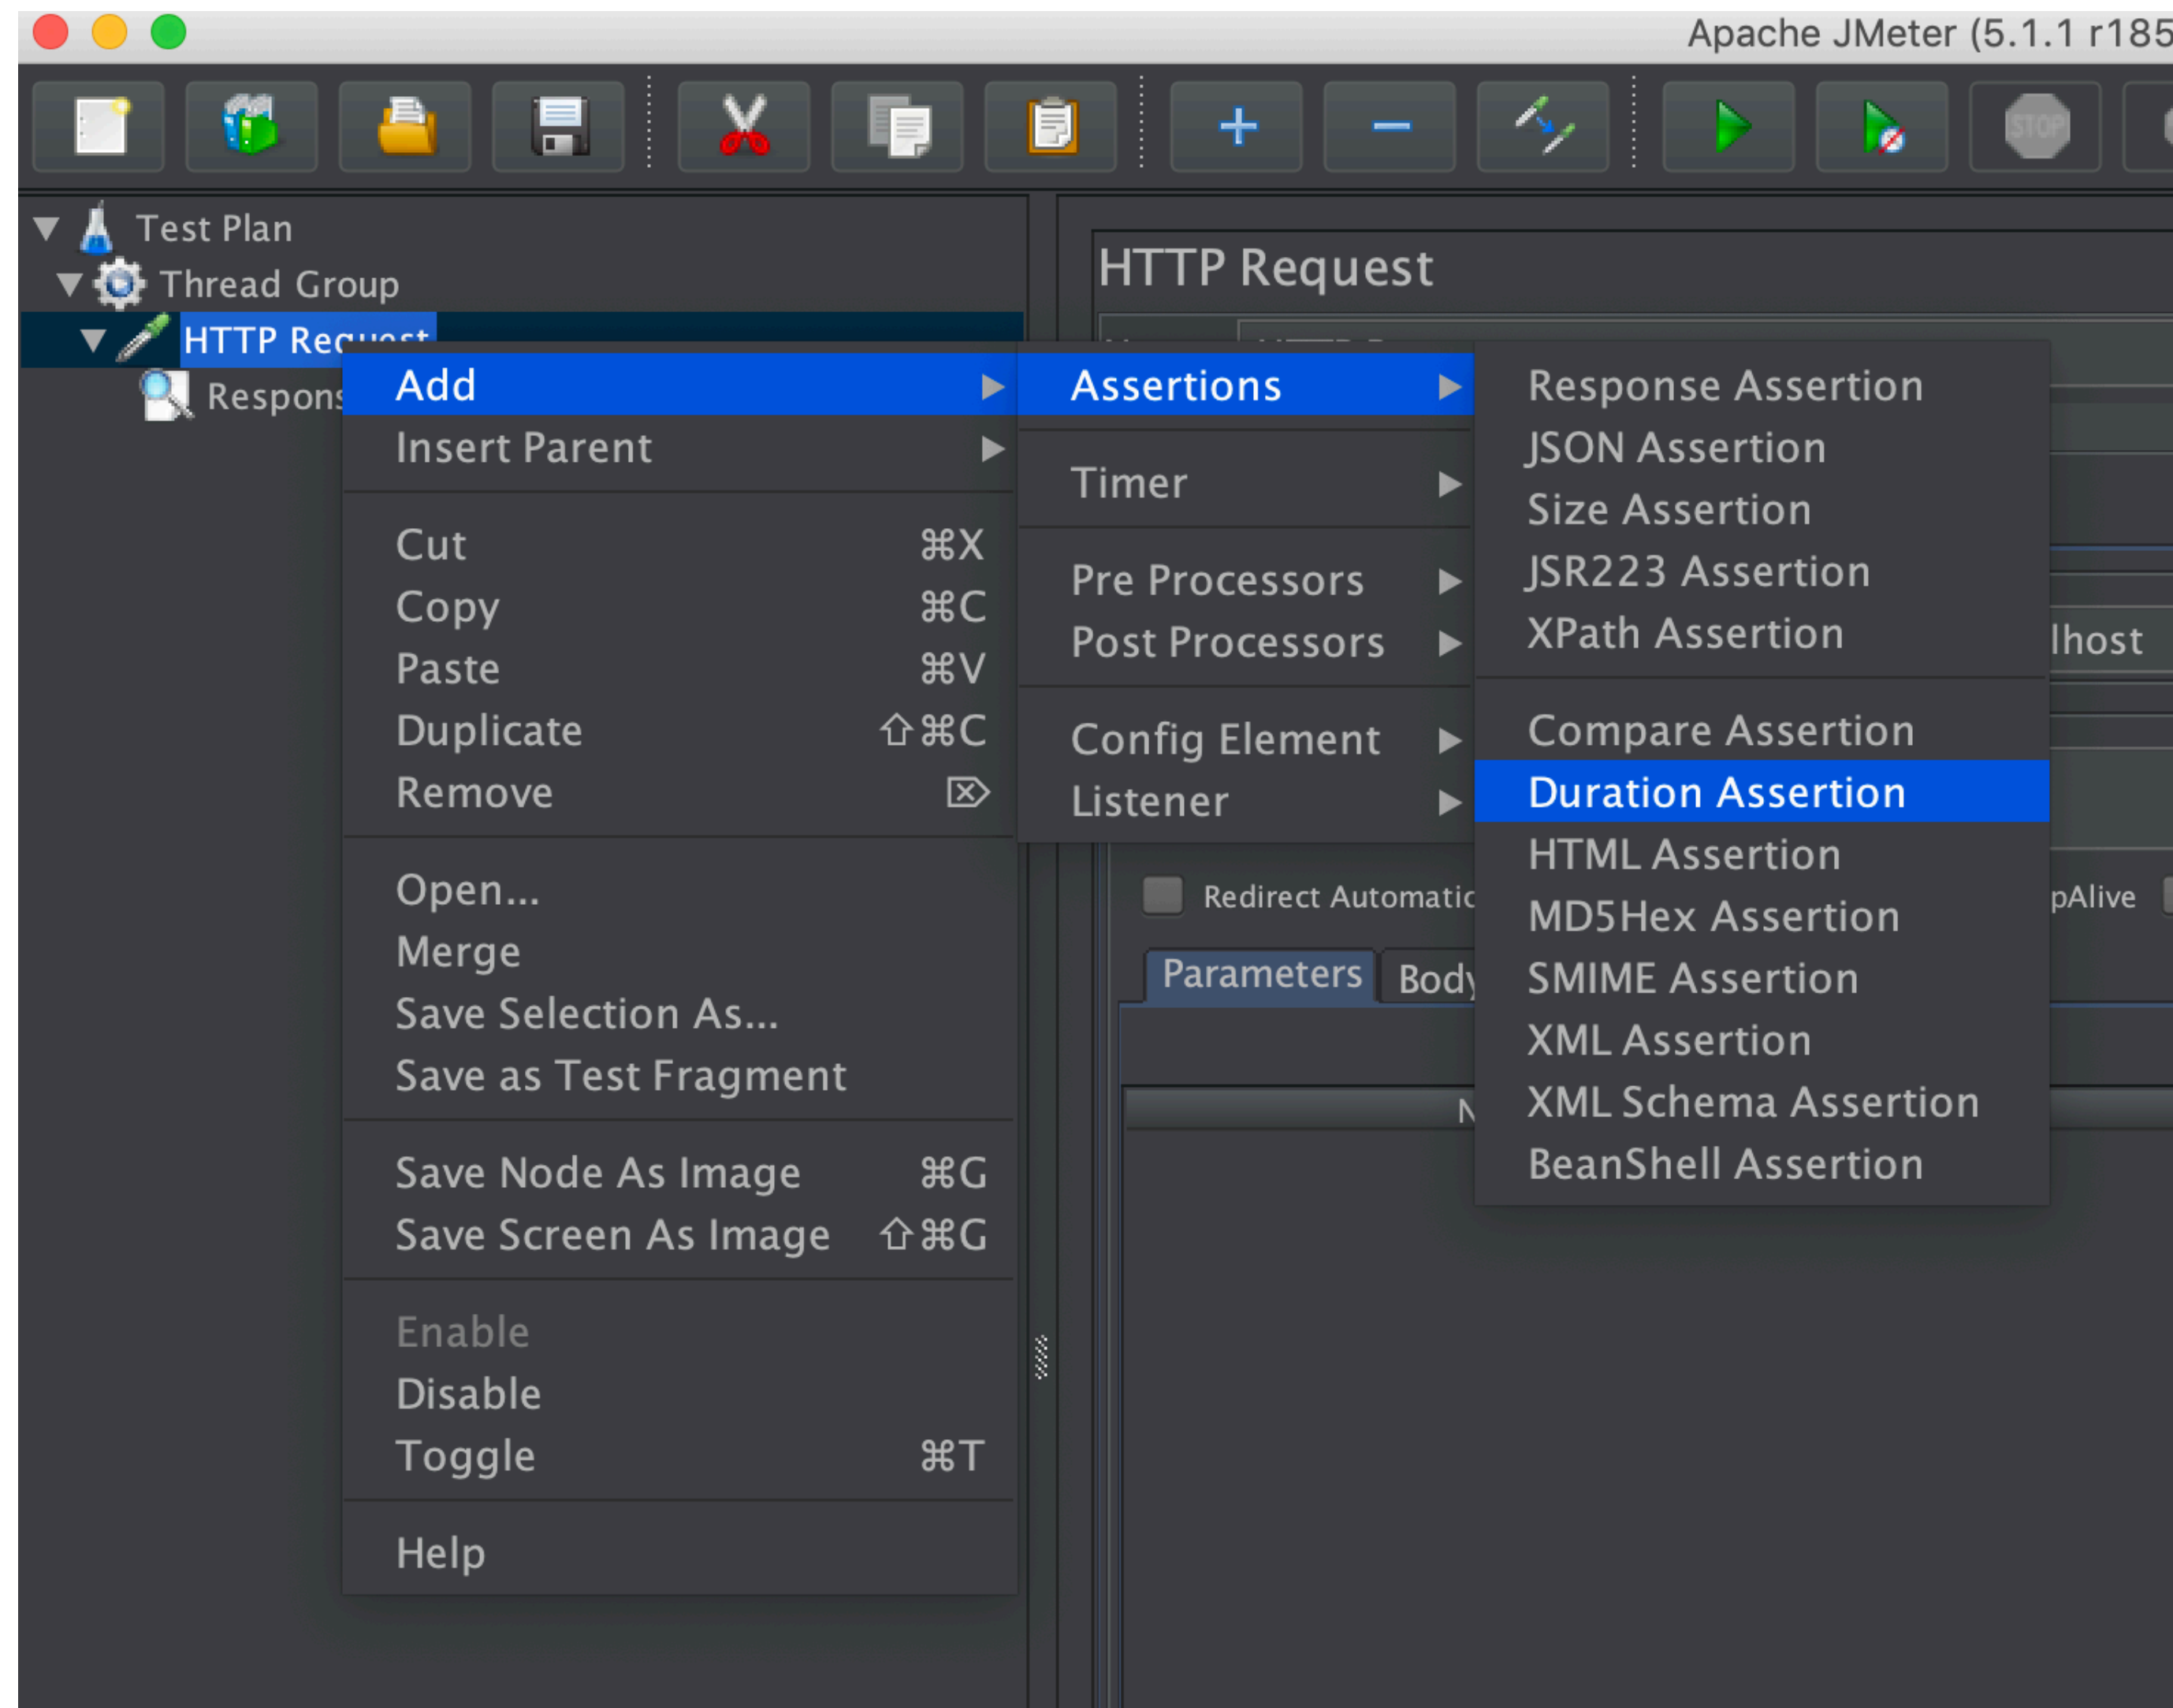 Apache JMeter (5.1.1 r185
STOP
Test Plan
Thread Group
HTTP Request
Respons
HTTP Request
Add
Insert Parent
Cut ⌘X
Copy ⌘C
Paste ⌘V
Duplicate ⇧⌘C
Remove ⌦
Open...
Merge
Save Selection As...
Save as Test Fragment
Save Node As Image ⌘G
Save Screen As Image ⇧⌘G
Enable
Disable
Toggle ⌘T
Help
Assertions
Timer
Pre Processors
Post Processors
Config Element
Listener
Response Assertion
JSON Assertion
Size Assertion
JSR223 Assertion
XPath Assertion
Compare Assertion
Duration Assertion
HTML Assertion
MD5Hex Assertion
SMIME Assertion
XML Assertion
XML Schema Assertion
BeanShell Assertion
lhost
Redirect Automatic
pAlive
Parameters
Body
N